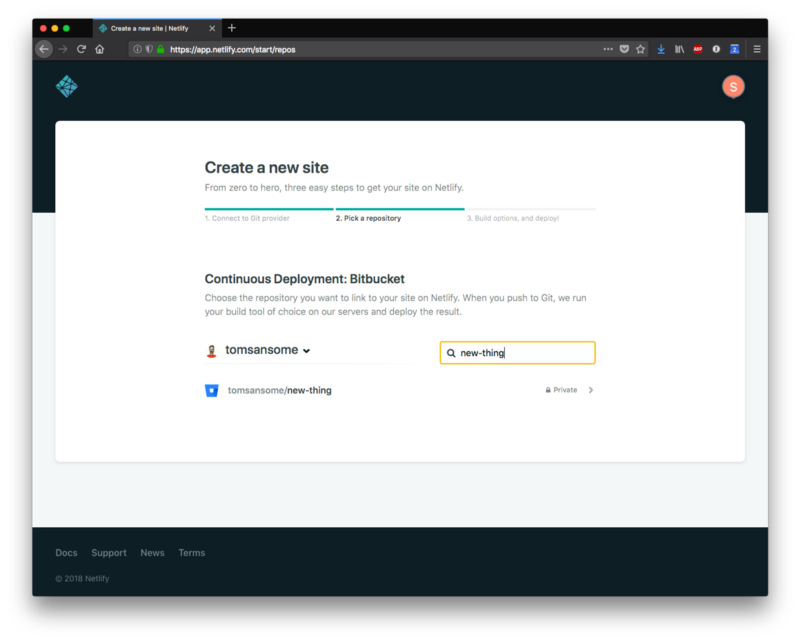 Create a new site | Netlify
https://app.netlify.com/start/repos
ABP
2
S
Create a new site
From zero to hero, three easy steps to get your site on Netlify.
1. Connect to Git provider
2. Pick a repository
3. Build options, and deploy!
Continuous Deployment: Bitbucket
Choose the repository you want to link to your site on Netlify. When you push to Git, we run
your build tool of choice on our servers and deploy the result.
tomsansome
new-thing
tomsansome/new-thing
Private
Docs Support News Terms
© 2018 Netlify